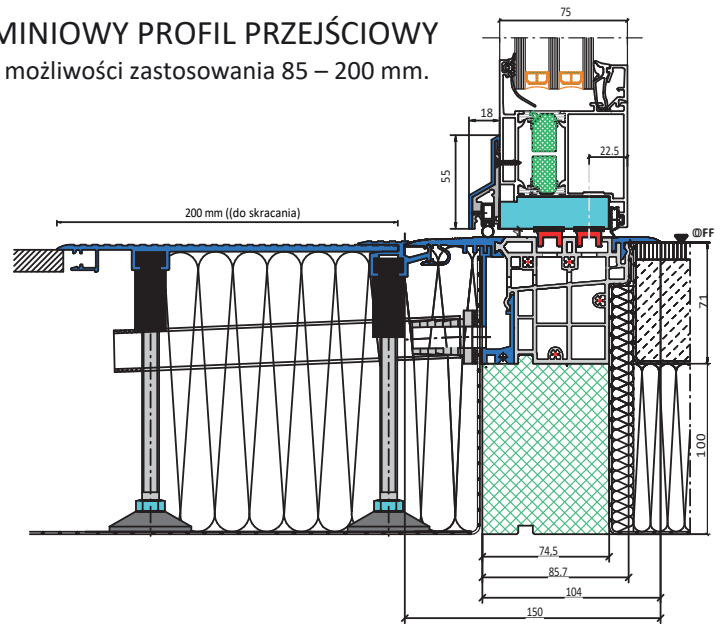 MINIOWY PROFIL PRZEJŚCIOWY
możliwości zastosowania 85 – 200 mm.
75
18
22.5
55
200 mm ((do skracania)
OFF
71
100
74,5
85.7
104
150